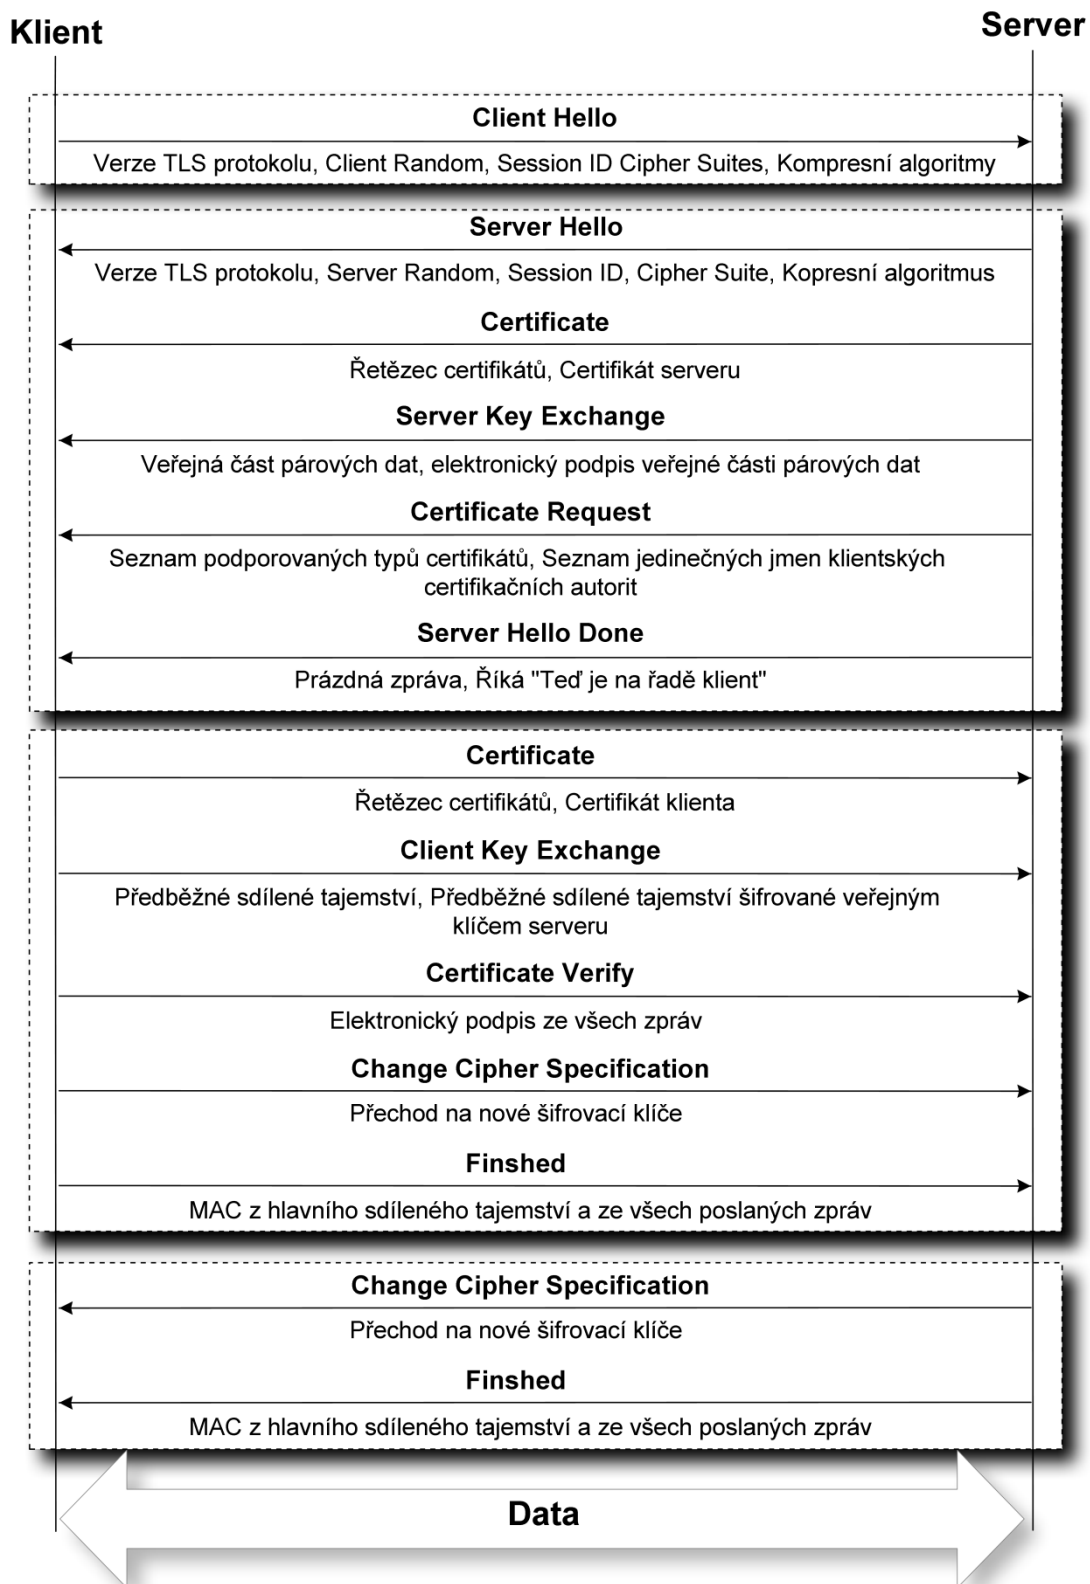 Klient
Server
Client Hello
Verze TLS protokolu, Client Random, Session ID Cipher Suites, Kompresní algoritmy
Server Hello
Verze TLS protokolu, Server Random, Session ID, Cipher Suite, Kopresní algoritmus
Certificate
Řetězec certifikátů, Certifikát serveru
Server Key Exchange
Veřejná část párových dat, elektronický podpis veřejné části párových dat
Certificate Request
Seznam podporovaných typů certifikátů, Seznam jedinečných jmen klientských
certifikačních autorit
Server Hello Done
Prázdná zpráva, Říká "Teď je na řadě klient"
Certificate
Řetězec certifikátů, Certifikát klienta
Client Key Exchange
Předběžné sdílené tajemství, Předběžné sdílené tajemství šifrované veřejným
klíčem serveru
Certificate Verify
Elektronický podpis ze všech zpráv
Change Cipher Specification
Přechod na nové šifrovací klíče
Finshed
MAC z hlavního sdíleného tajemství a ze všech poslaných zpráv
Change Cipher Specification
Přechod na nové šifrovací klíče
Finshed
MAC z hlavního sdíleného tajemství a ze všech poslaných zpráv
Data